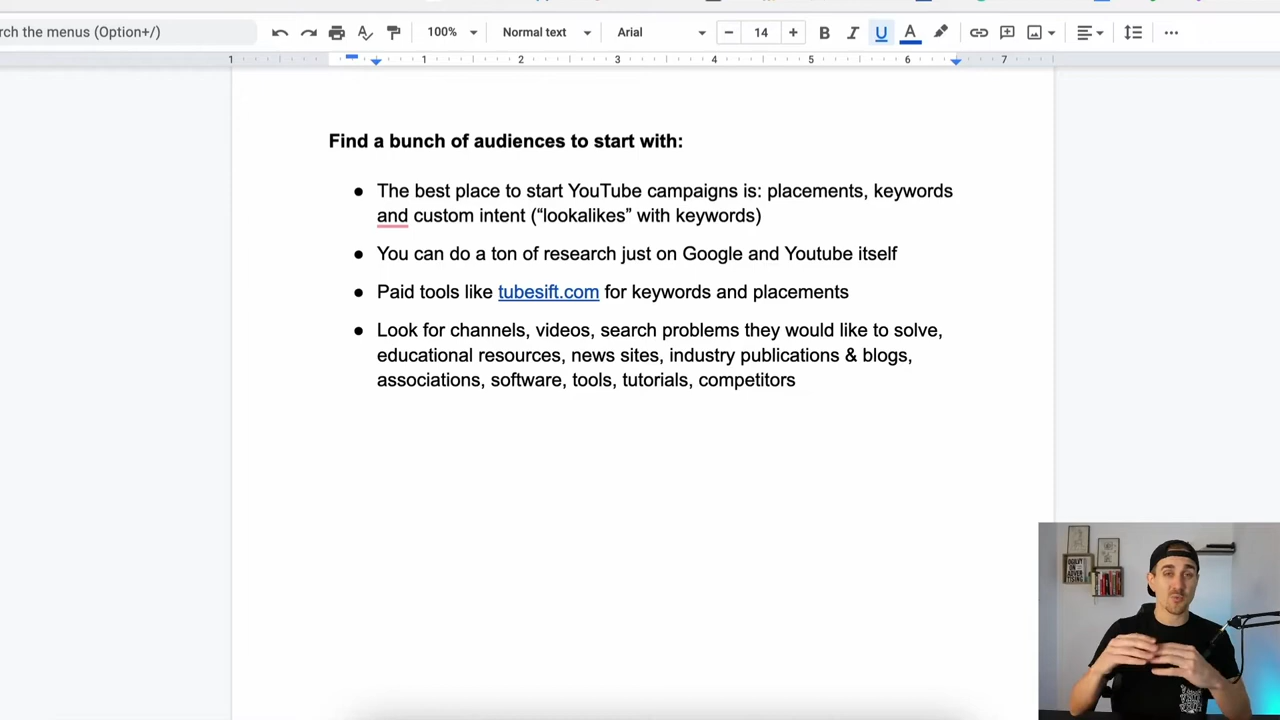 rch the menus (Option+/)
100%
Normal text
Arial
14
B I U A
1 1 2 3 4 5 6 7
Find a bunch of audiences to start with:
● The best place to start YouTube campaigns is: placements, keywords
and custom intent (“lookalikes” with keywords)
● You can do a ton of research just on Google and Youtube itself
● Paid tools like tubesift.com for keywords and placements
● Look for channels, videos, search problems they would like to solve,
educational resources, news sites, industry publications & blogs,
associations, software, tools, tutorials, competitors
OGILVY
ON
ADVER
TISING